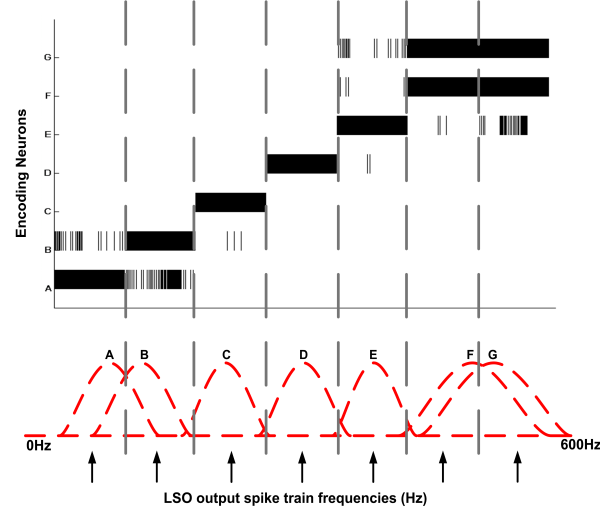 G
F
E
D
C
B
A
Encoding Neurons
A B C D E F G
0Hz 600Hz
LSO output spike train frequencies (Hz)